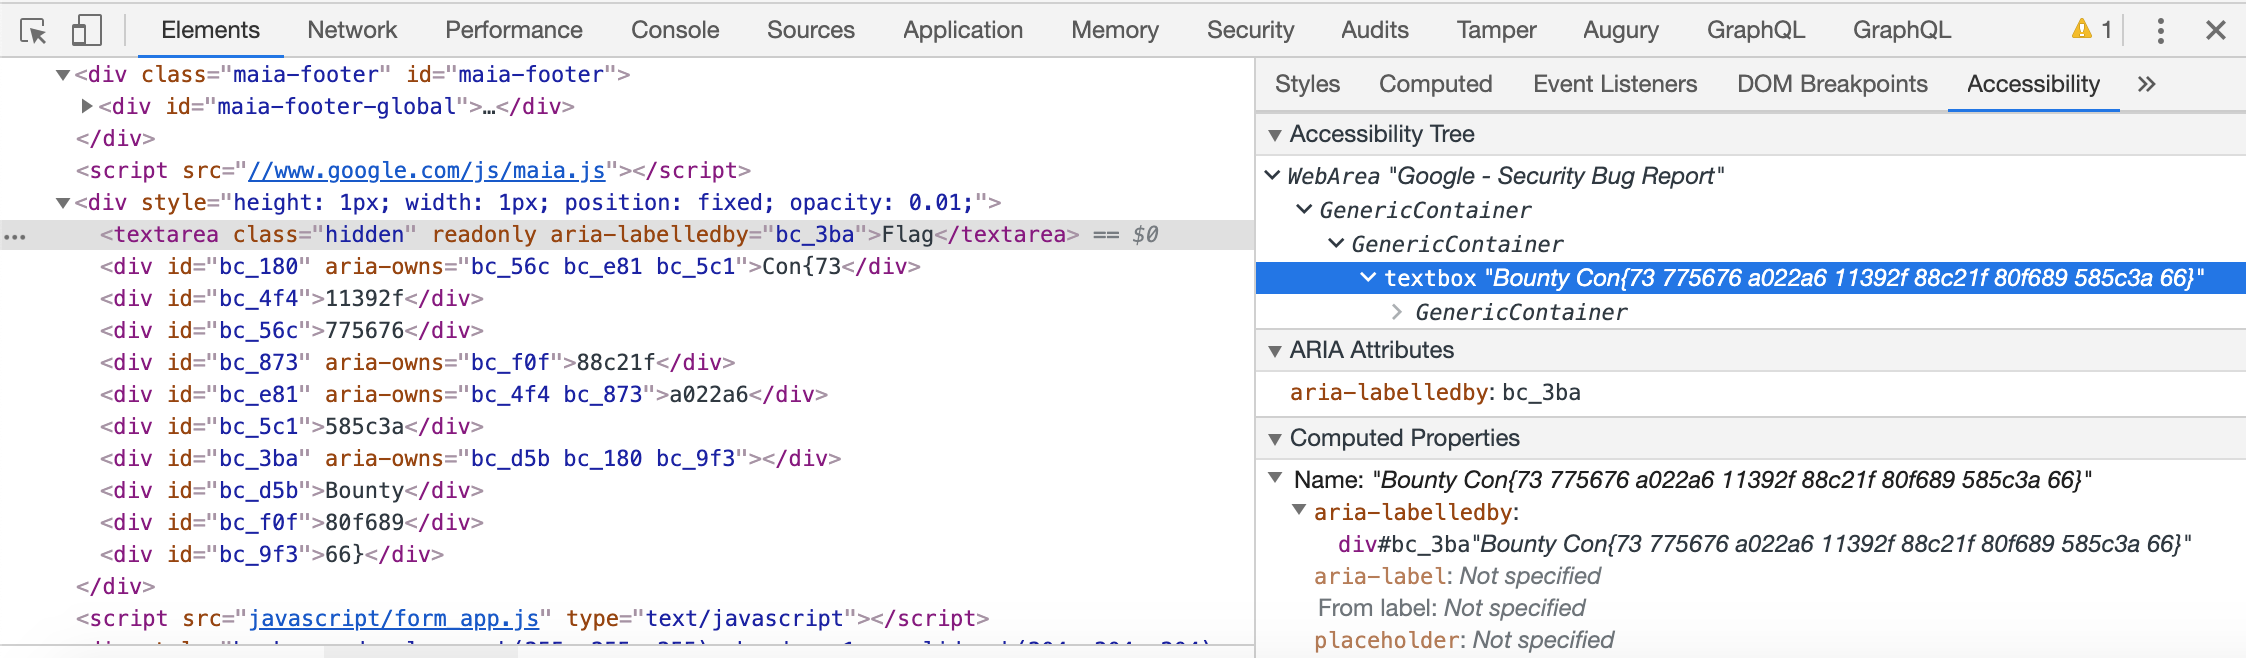 Elements Network Performance Console Sources Application Memory Security Audits Tamper Augury GraphQL GraphQL 1
<div class="maia-footer" id="maia-footer">
<div id="maia-footer-global">…</div>
</div>
<script src="//www.google.com/js/maia.js"></script>
<div style="height: 1px; width: 1px; position: fixed; opacity: 0.01;">
<textarea class="hidden" readonly aria-labelledby="bc_3ba">Flag</textarea> == $0
<div id="bc_180" aria-owns="bc_56c bc_e81 bc_5c1">Con{73</div>
<div id="bc_4f4">11392f</div>
<div id="bc_56c">775676</div>
<div id="bc_873" aria-owns="bc_f0f">88c21f</div>
<div id="bc_e81" aria-owns="bc_4f4 bc_873">a022a6</div>
<div id="bc_5c1">585c3a</div>
<div id="bc_3ba" aria-owns="bc_d5b bc_180 bc_9f3"></div>
<div id="bc_d5b">Bounty</div>
<div id="bc_f0f">80f689</div>
<div id="bc_9f3">66}</div>
</div>
<script src="javascript/form_app.js" type="text/javascript"></script>
Styles Computed Event Listeners DOM Breakpoints Accessibility »
Accessibility Tree
WebArea "Google - Security Bug Report"
GenericContainer
GenericContainer
textbox "Bounty Con{73 775676 a022a6 11392f 88c21f 80f689 585c3a 66}"
GenericContainer
ARIA Attributes
aria-labelledby: bc_3ba
Computed Properties
Name: "Bounty Con{73 775676 a022a6 11392f 88c21f 80f689 585c3a 66}"
aria-labelledby:
div#bc_3ba"Bounty Con{73 775676 a022a6 11392f 88c21f 80f689 585c3a 66}"
aria-label: Not specified
From label: Not specified
placeholder: Not specified